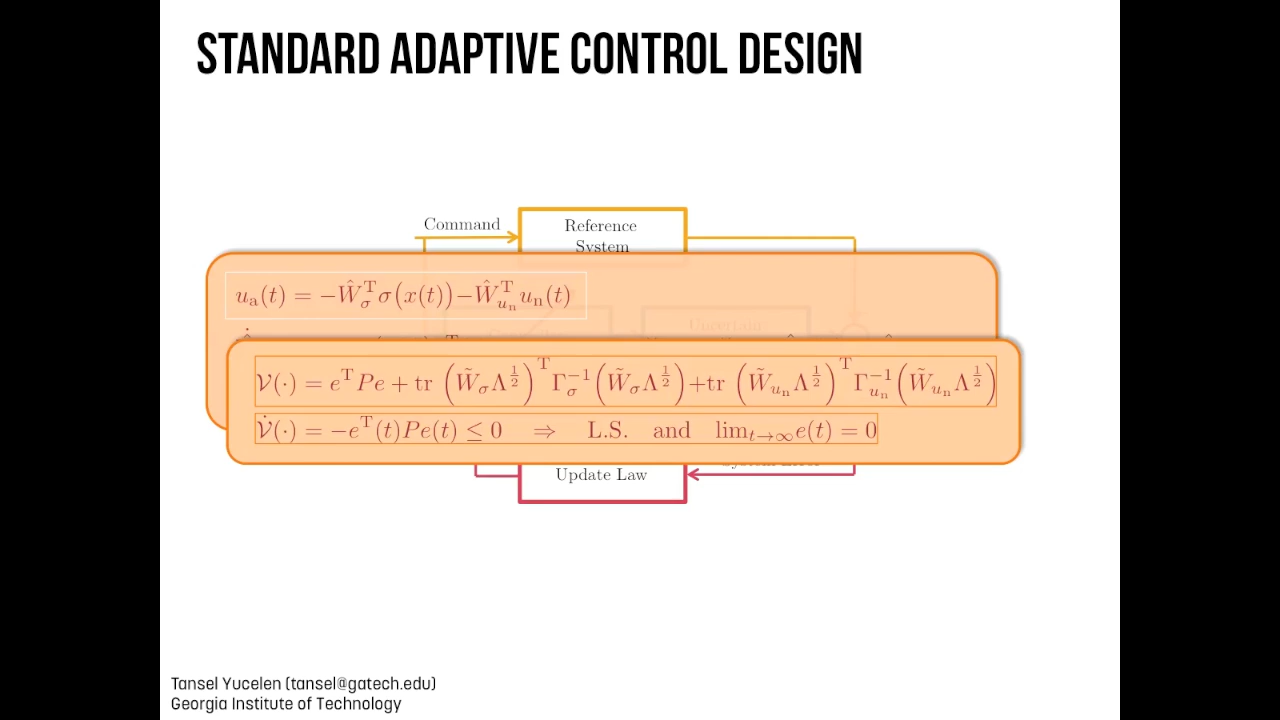 STANDARD ADAPTIVE CONTROL DESIGN
Command
Reference
System
u_a(t) = −Ŵ_σ^T σ(x(t)) − Ŵ_{u_n}^T u_n(t)
Uncertain
V(·) = e^T Pe + tr (W̃_σ Λ^{1/2})^T Γ_σ^{−1} (W̃_σ Λ^{1/2}) + tr (W̃_{u_n} Λ^{1/2})^T Γ_{u_n}^{−1} (W̃_{u_n} Λ^{1/2})
V̇(·) = −e^T(t)Pe(t) ≤ 0 ⇒ L.S. and lim_{t→∞} e(t) = 0
Update Law
Tansel Yucelen (tansel@gatech.edu)
Georgia Institute of Technology